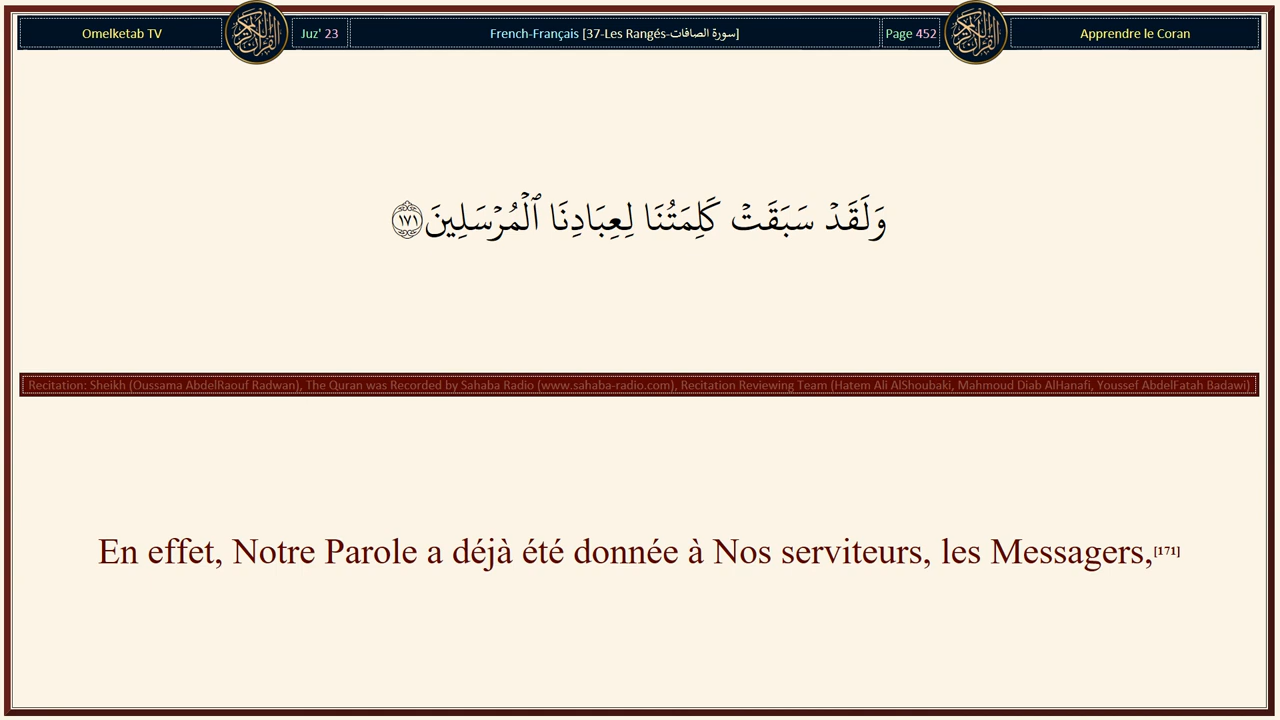 Omelketab TV
Juz' 23
French-Français [37-Les Rangés-سورة الصافات]
Page 452
Apprendre le Coran
وَلَقَدۡ سَبَقَتۡ كَلِمَتُنَا لِعِبَادِنَا ٱلۡمُرۡسَلِينَ ١٧١
Recitation: Sheikh (Oussama AbdelRaouf Radwan), The Quran was Recorded by Sahaba Radio (www.sahaba-radio.com), Recitation Reviewing Team (Hatem Ali AlShoubaki, Mahmoud Diab AlHanafi, Youssef AbdelFatah Badawi)
En effet, Notre Parole a déjà été donnée à Nos serviteurs, les Messagers,[171]